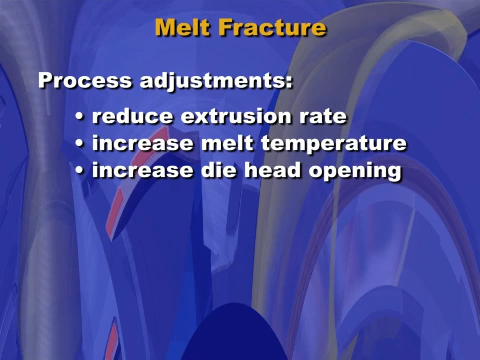 Melt Fracture
Process adjustments:
• reduce extrusion rate
• increase melt temperature
• increase die head opening